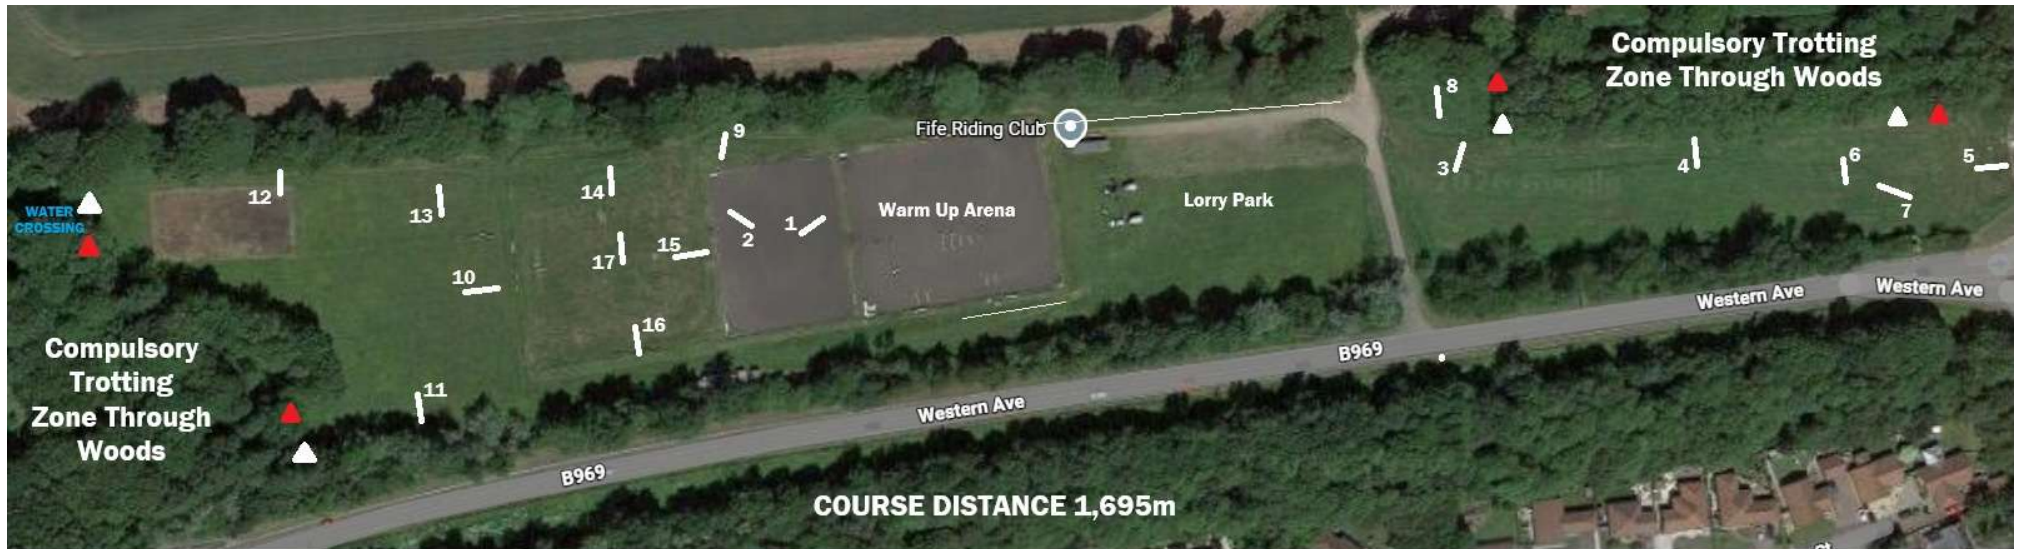 Compulsory Trotting
Zone Through Woods
8
Fife Riding Club
9
3
4
6
5
7
12
13
14
WATER
CROSSING
Lorry Park
Warm Up Arena
1
2
15
17
10
16
11
Compulsory
Trotting
Zone Through
Woods
Western Ave
Western Ave
B969
Western Ave
B969
COURSE DISTANCE 1,695m